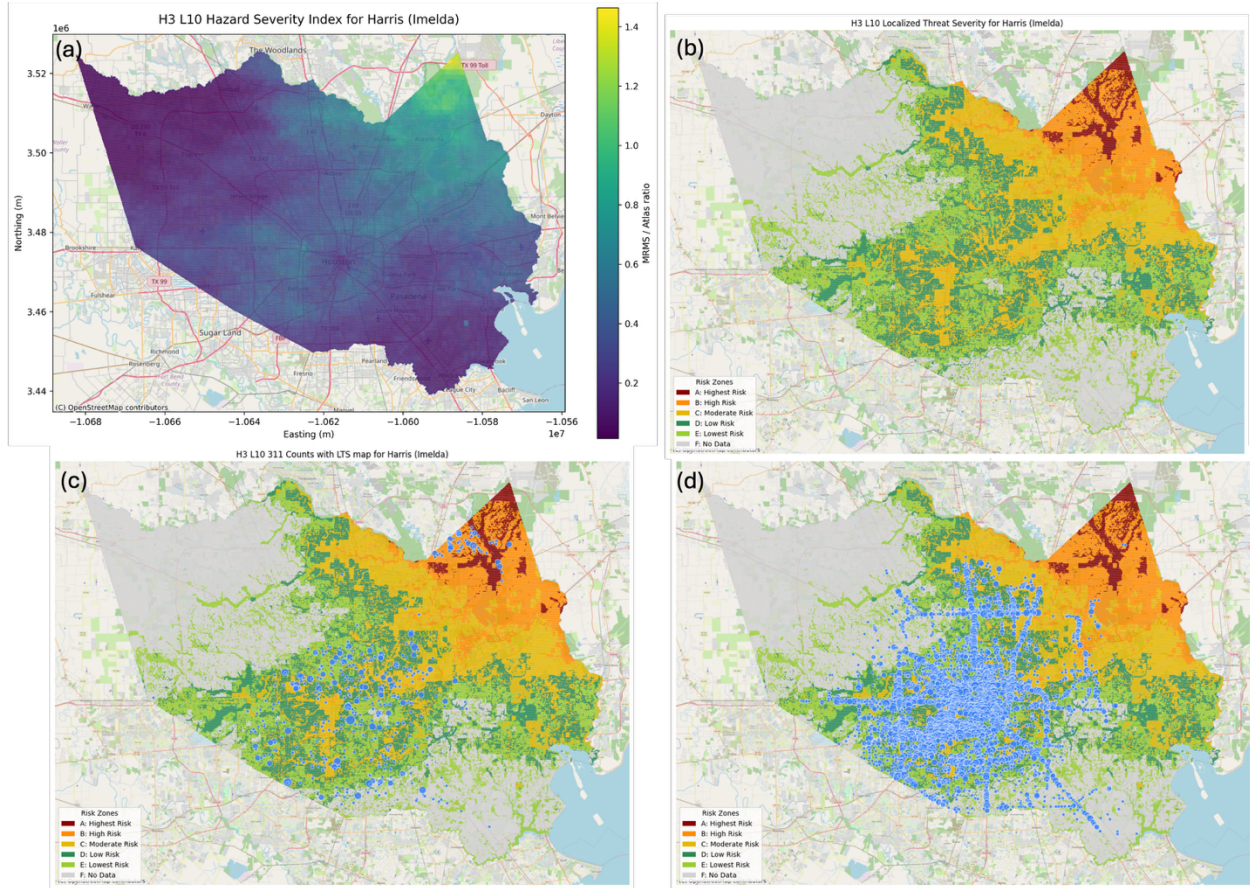 H3 L10 Hazard Severity Index for Harris (Imelda)
(a)
1e6
3.52
3.50
3.48
3.46
3.44
Northing (m)
The Woodlands
TX 99 Toll
Dayton
Mont Belvieu
Brookshire
TX 99
Fulshear
Sugar Land
Richmond
Rosenberg
Houston
Pasadena
Pearland
Fresno
Manvel
League City
Bacliff
San Leon
(C) OpenStreetMap contributors
−1.068
−1.066
−1.064
−1.062
−1.060
−1.058
−1.056
1e7
Easting (m)
1.4
1.2
1.0
0.8
0.6
0.4
0.2
MRMS / Atlas ratio
H3 L10 Localized Threat Severity for Harris (Imelda)
(b)
Risk Zones
A: Highest Risk
B: High Risk
C: Moderate Risk
D: Low Risk
E: Lowest Risk
F: No Data
H3 L10 311 Counts with LTS map for Harris (Imelda)
(c)
Risk Zones
A: Highest Risk
B: High Risk
C: Moderate Risk
D: Low Risk
E: Lowest Risk
F: No Data
(d)
Risk Zones
A: Highest Risk
B: High Risk
C: Moderate Risk
D: Low Risk
E: Lowest Risk
F: No Data